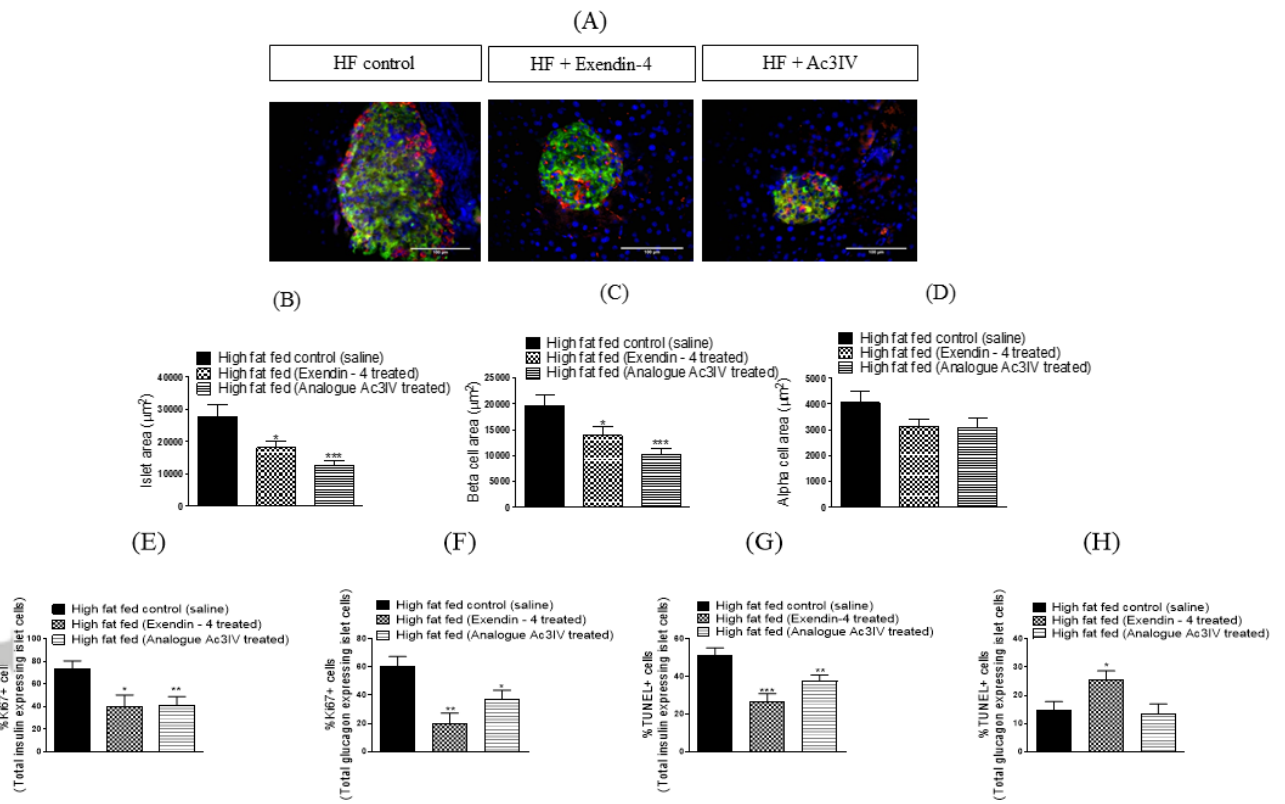 (A)
HF control
HF + Exendin-4
HF + Ac3IV
100 µm
100 µm
100 µm
(B)
(C)
(D)
High fat fed control (saline)
High fat fed (Exendin - 4 treated)
High fat fed (Analogue Ac3IV treated)
Islet area (µm²)
40000
30000
20000
10000
0
*
***
High fat fed control (saline)
High fat fed (Exendin - 4 treated)
High fat fed (Analogue Ac3IV treated)
Beta cell area (µm²)
25000
20000
15000
10000
5000
0
*
***
High fat fed control (saline)
High fat fed (Exendin - 4 treated)
High fat fed (Analogue Ac3IV treated)
Alpha cell area (µm²)
5000
4000
3000
2000
1000
0
(E)
(F)
(G)
(H)
High fat fed control (saline)
High fat fed (Exendin - 4 treated)
High fat fed (Analogue Ac3IV treated)
%Ki67+ cell
(Total insulin expressing islet cells)
100
80
60
40
20
0
*
**
High fat fed control (saline)
High fat fed (Exendin - 4 treated)
High fat fed (Analogue Ac3IV treated)
%Ki67+ cells
(Total glucagon expressing islet cells)
80
60
40
20
0
**
*
High fat fed control (saline)
High fat fed (Exendin-4 treated)
High fat fed (Analogue Ac3IV treated)
%TUNEL+ cells
(Total insulin expressing islet cells)
60
40
20
0
***
**
High fat fed control (saline)
High fat fed (Exendin - 4 treated)
High fat fed (Analogue Ac3IV treated)
%TUNEL+ cells
(Total glucagon expressing islet cells)
40
30
20
10
0
*